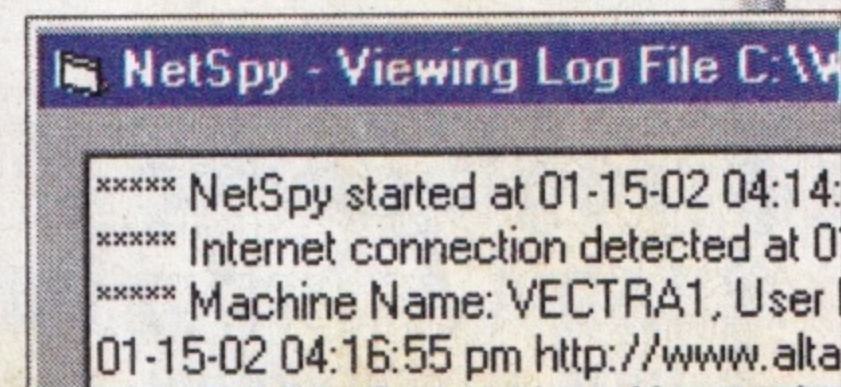 NetSpy - Viewing Log File C:\
***** NetSpy started at 01-15-02 04:14:
***** Internet connection detected at 01
***** Machine Name: VECTRA1, User
01-15-02 04:16:55 pm http://www.alta